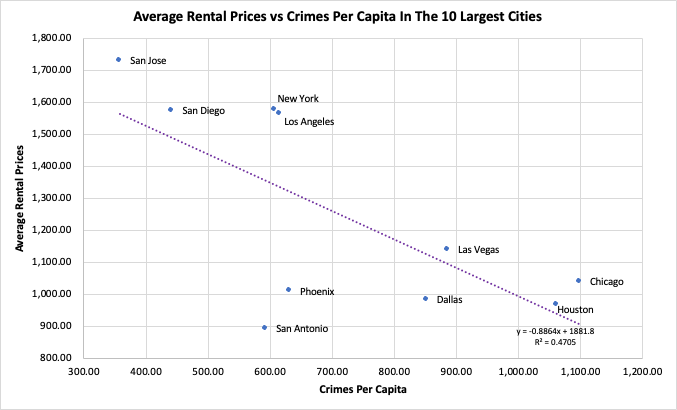 Average Rental Prices vs Crimes Per Capita In The 10 Largest Cities
1,800.00
1,700.00
1,600.00
1,500.00
1,400.00
1,300.00
1,200.00
1,100.00
1,000.00
900.00
800.00
Average Rental Prices
San Jose
San Diego
New York
Los Angeles
Las Vegas
Phoenix
Dallas
Chicago
Houston
San Antonio
y = -0.8864x + 1881.8
R² = 0.4705
300.00 400.00 500.00 600.00 700.00 800.00 900.00 1,000.00 1,100.00 1,200.00
Crimes Per Capita